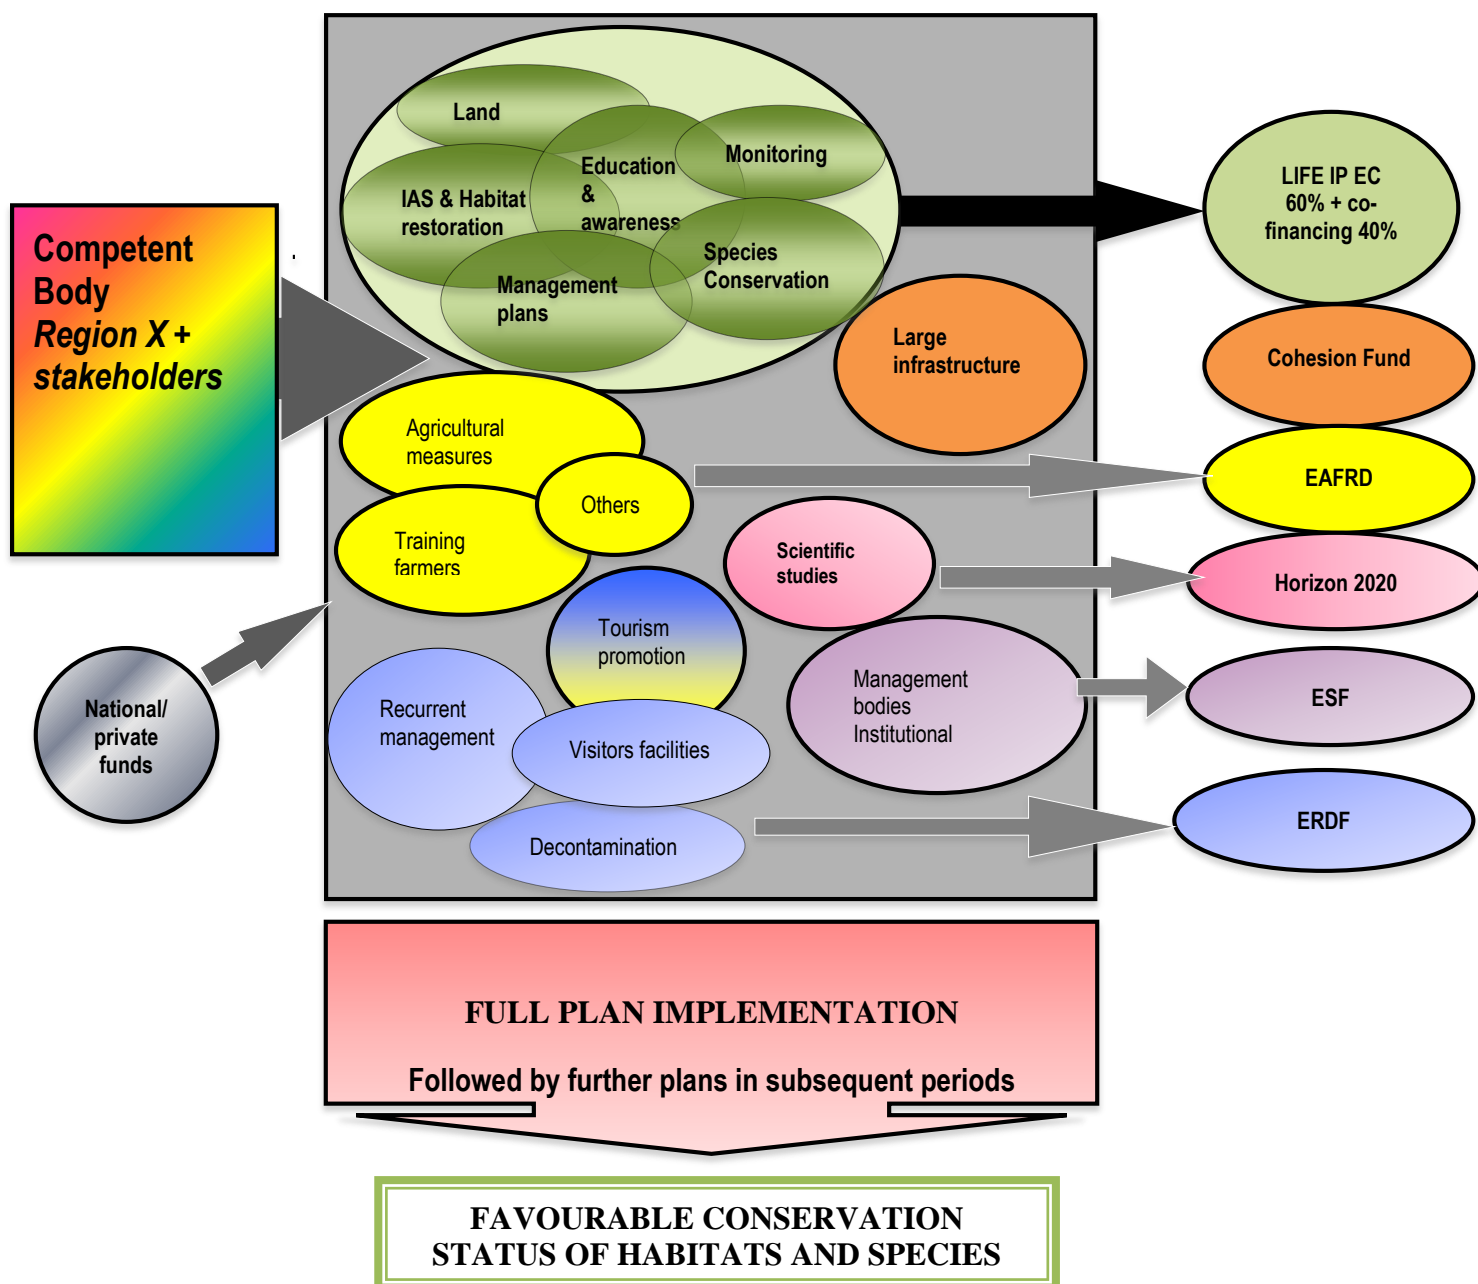 Competent
Body
Region X +
stakeholders
National/
private
funds
Land
Education
&
awareness
Monitoring
IAS & Habitat
restoration
Species
Conservation
Management
plans
Large
infrastructure
Agricultural
measures
Others
Training
farmers
Scientific
studies
Tourism
promotion
Management
bodies
Institutional
Recurrent
management
Visitors facilities
Decontamination
LIFE IP EC
60% + co-
financing 40%
Cohesion Fund
EAFRD
Horizon 2020
ESF
ERDF
FULL PLAN IMPLEMENTATION
Followed by further plans in subsequent periods
FAVOURABLE CONSERVATION
STATUS OF HABITATS AND SPECIES